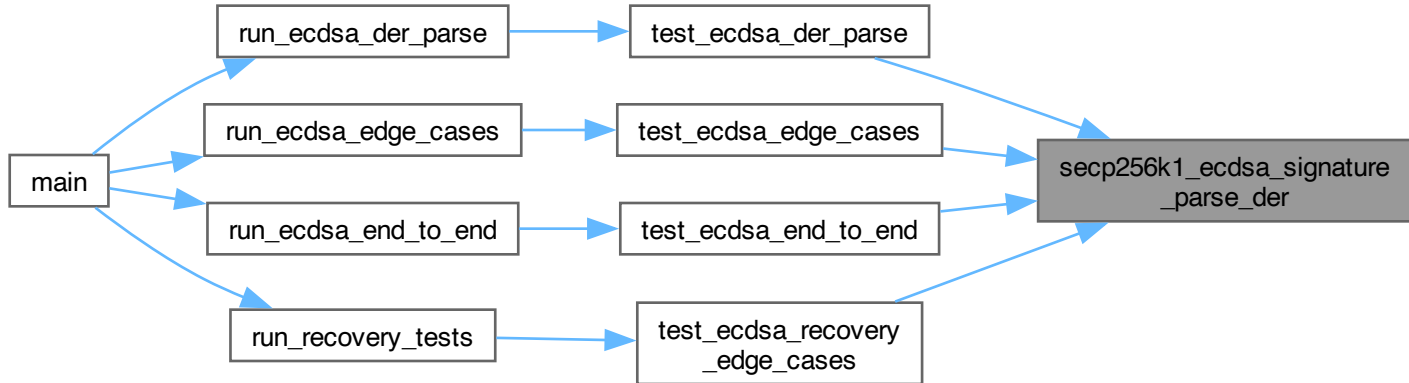 run_ecdsa_der_parse
test_ecdsa_der_parse
run_ecdsa_edge_cases
test_ecdsa_edge_cases
main
secp256k1_ecdsa_signature
_parse_der
run_ecdsa_end_to_end
test_ecdsa_end_to_end
run_recovery_tests
test_ecdsa_recovery
_edge_cases